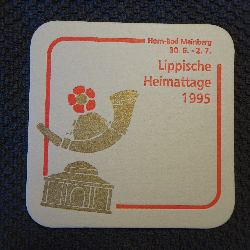 Horn-Bad Meinberg
30. 6. - 2. 7.
Lippische
Heimattage
1995